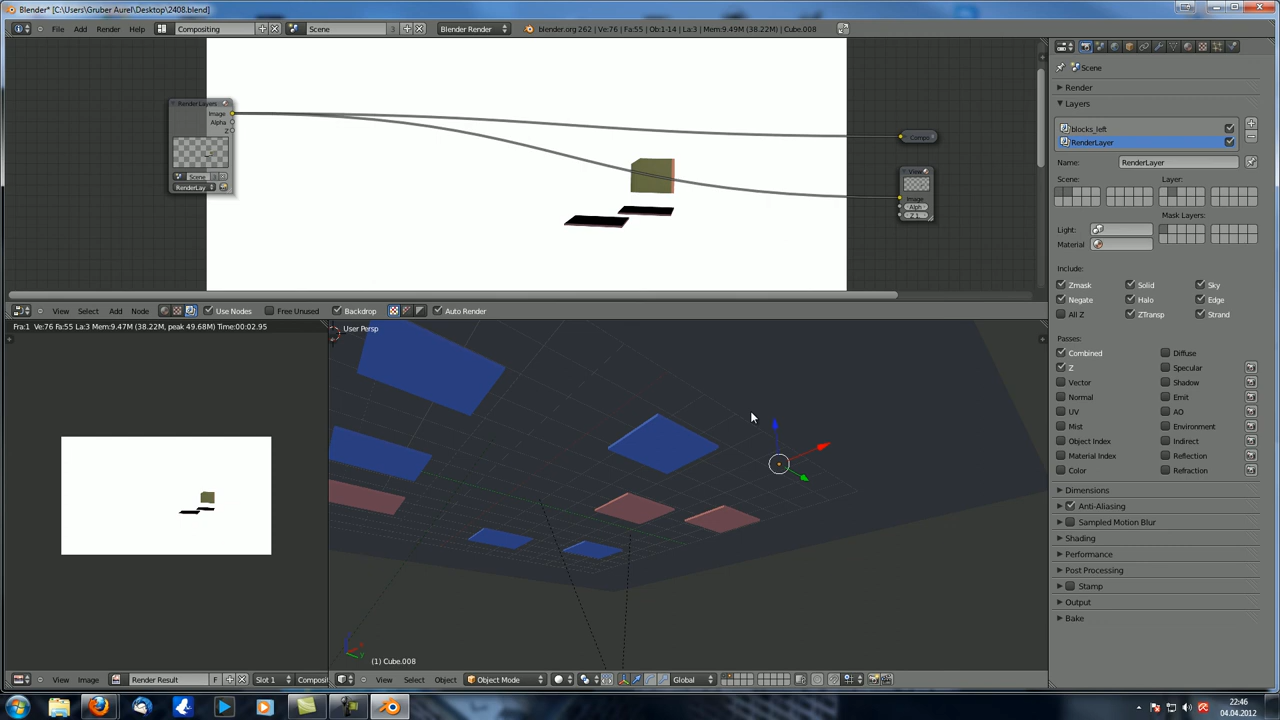 Blender* [C:\Users\Gruber Aurel\Desktop\2408.blend]
File Add Render Help Compositing Scene 3 Blender Render blender.org 262 | Ve:76 | Fa:55 | Ob:1-14 | La:3 | Mem:9.49M (38.22M) | Cube.008
Scene
Render
Layers
blocks_left
RenderLayer
Name: RenderLayer
Scene: Layer:
Mask Layers:
Light:
Material
Include:
Zmask Solid Sky
Negate Halo Edge
All Z ZTransp Strand
Passes:
Combined Diffuse
Z Specular
Vector Shadow
Normal Emit
UV AO
Mist Environment
Object Index Indirect
Material Index Reflection
Color Refraction
Dimensions
Anti-Aliasing
Sampled Motion Blur
Shading
Performance
Post Processing
Stamp
Output
Bake
Render Layers
Image
Alpha
Z
Scene
RenderLay
Compo
View
Image
Alph
Z 1
View Select Add Node Use Nodes Free Unused Backdrop Auto Render
Fra:1 Ve:76 Fa:55 La:3 Mem:9.47M (38.22M, peak 49.68M) Time:00:02.95
User Persp
(1) Cube.008
View Image Render Result F Slot 1 Composit
View Select Object Object Mode Global
22:46
04.04.2012